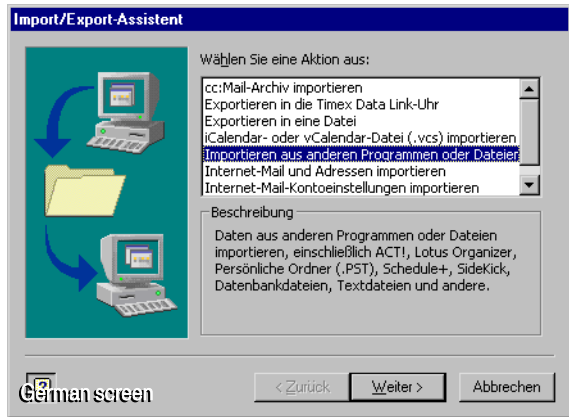 Import/Export-Assistent
Wählen Sie eine Aktion aus:
cc:Mail-Archiv importieren
Exportieren in die Timex Data Link-Uhr
Exportieren in eine Datei
iCalendar- oder vCalendar-Datei (.vcs) importieren
Importieren aus anderen Programmen oder Dateien
Internet-Mail und Adressen importieren
Internet-Mail-Kontoeinstellungen importieren
Beschreibung
Daten aus anderen Programmen oder Dateien
importieren, einschließlich ACT!, Lotus Organizer,
Persönliche Ordner (.PST), Schedule+, SideKick,
Datenbankdateien, Textdateien und andere.
German screen
< Zurück Weiter > Abbrechen